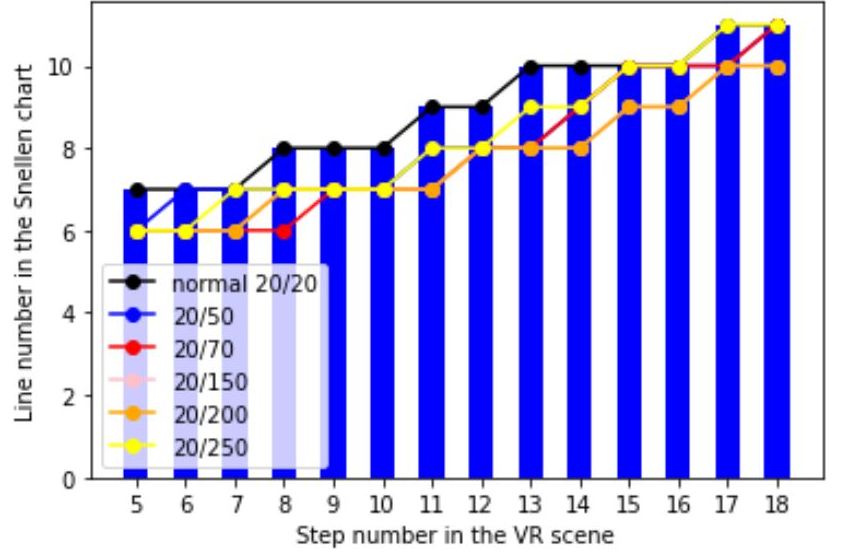 Line number in the Snellen chart
10
8
6
4
2
0
normal 20/20
20/50
20/70
20/150
20/200
20/250
5 6 7 8 9 10 11 12 13 14 15 16 17 18
Step number in the VR scene